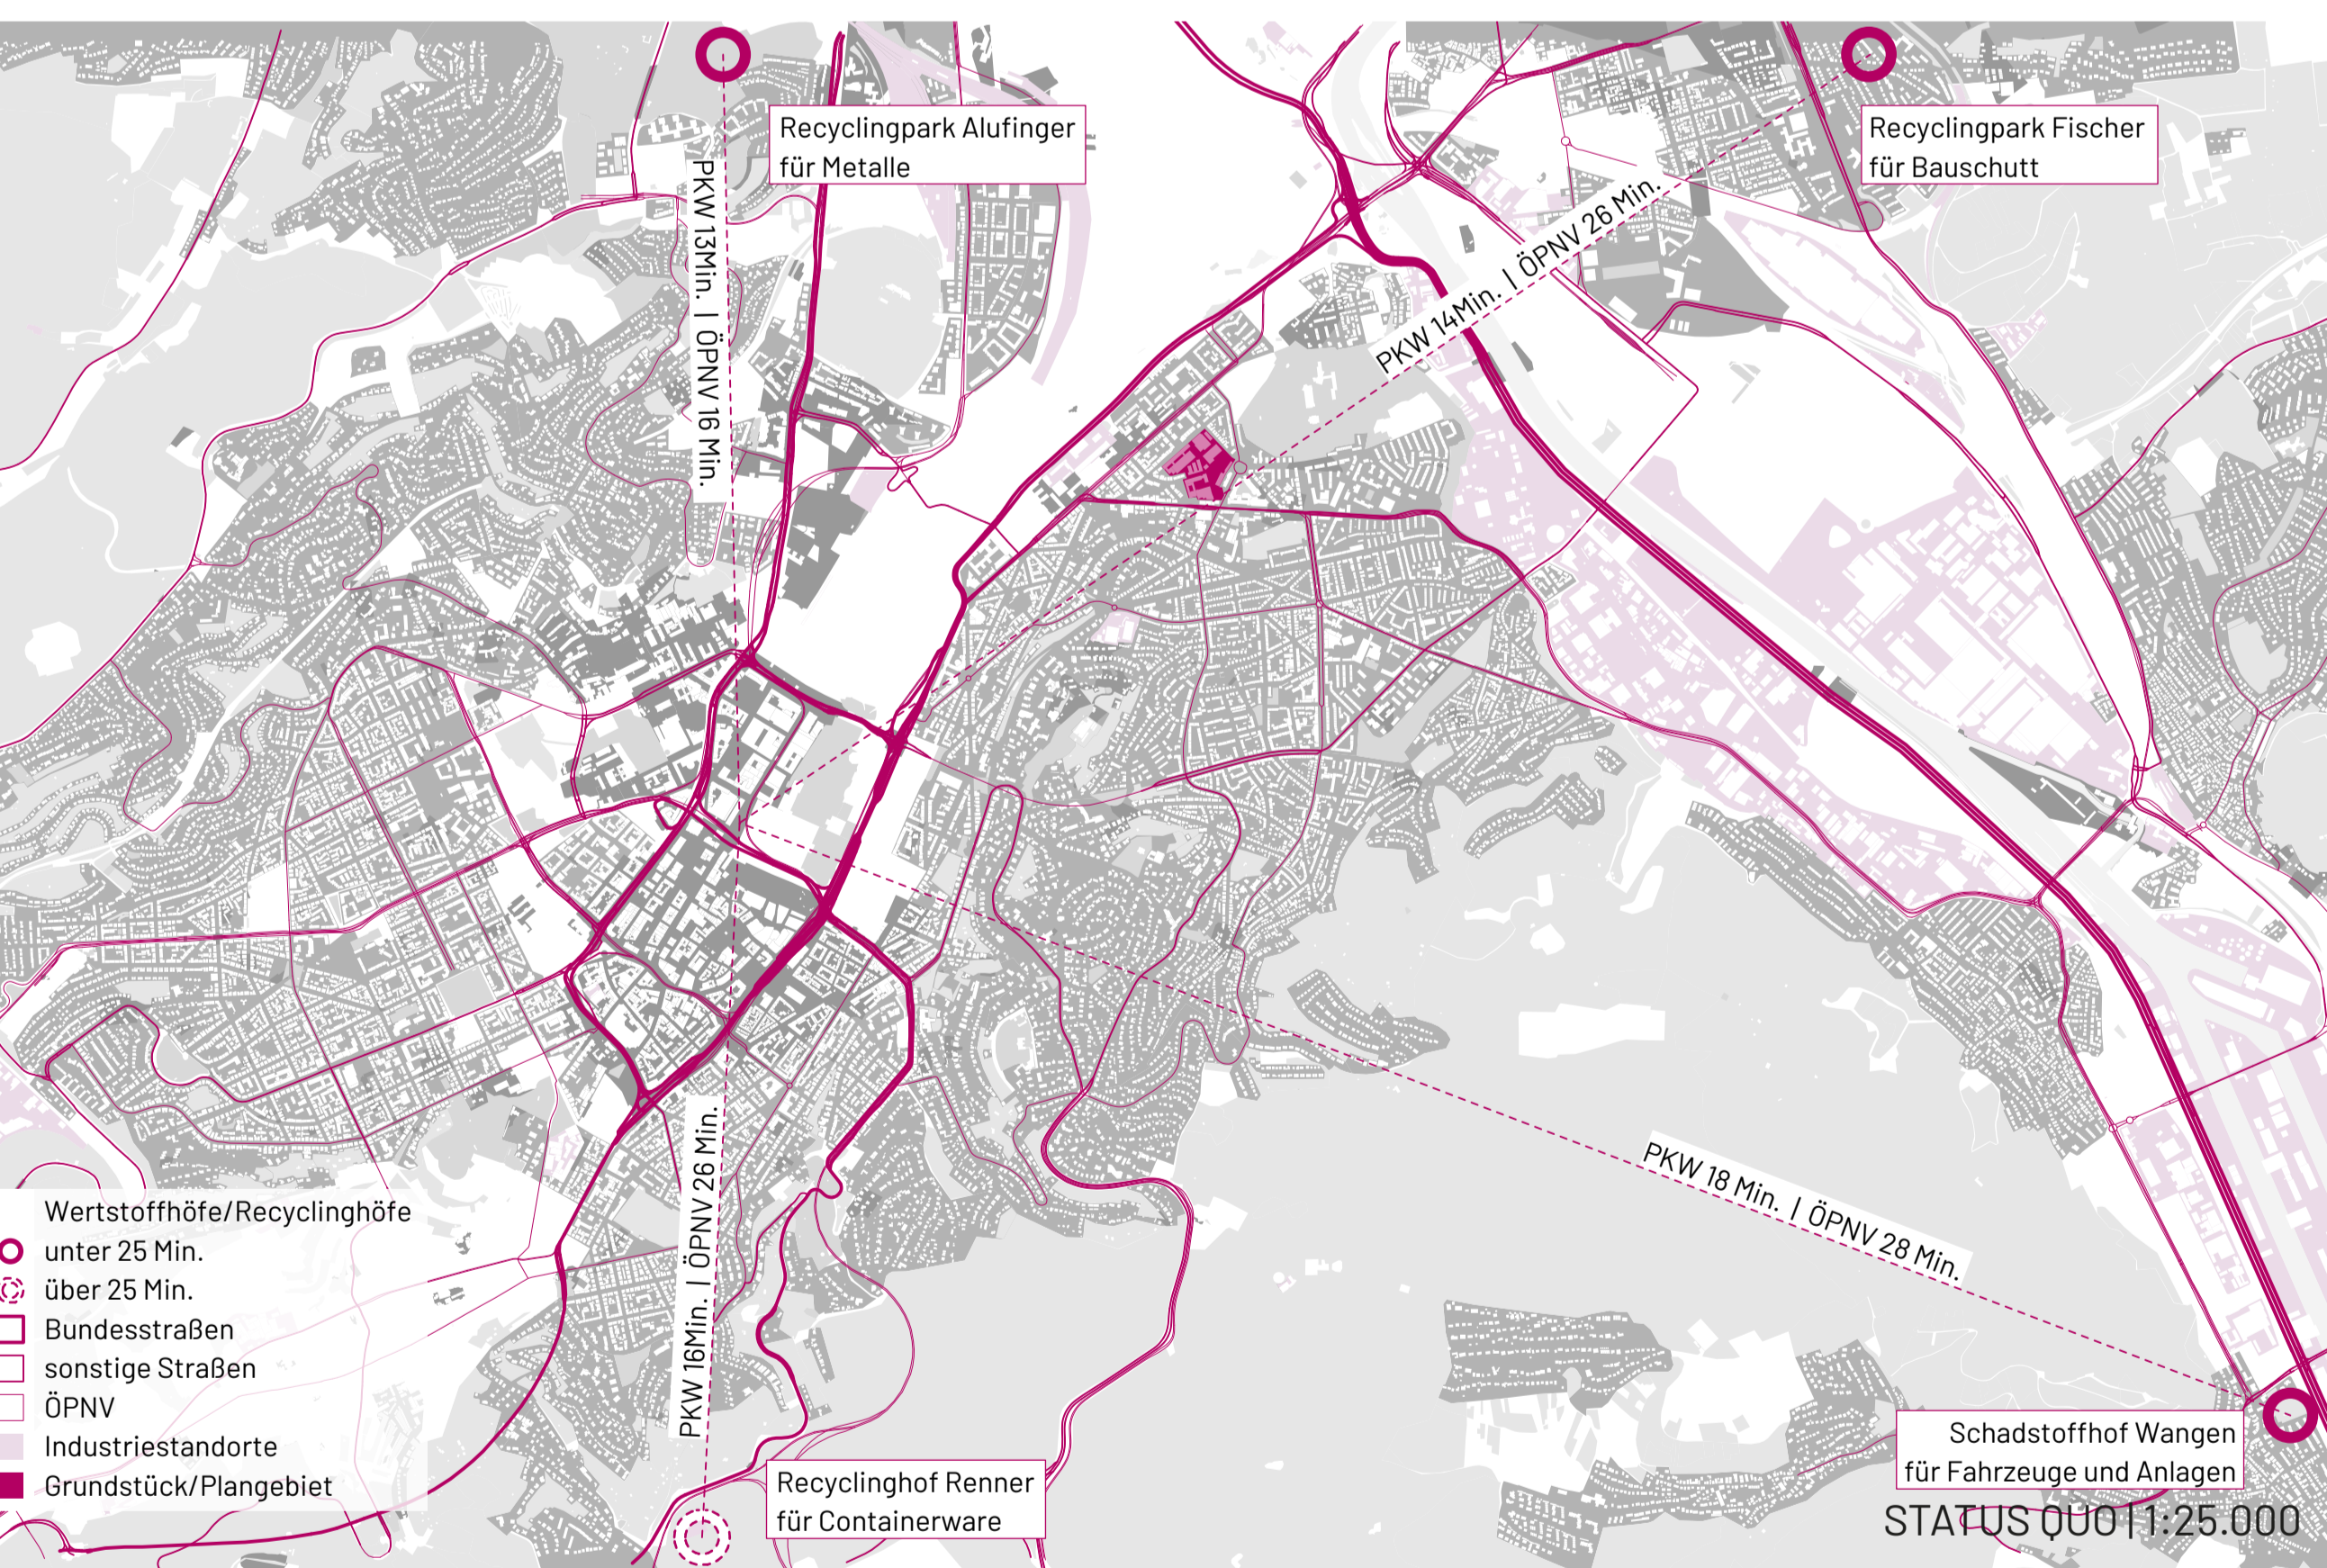 Recyclingpark Alufinger
für Metalle
Recyclingpark Fischer
für Bauschutt
PKW 13Min. | ÖPNV 16 Min.
PKW 14Min. | ÖPNV 26 Min.
PKW 18 Min. | ÖPNV 28 Min.
PKW 16Min. | ÖPNV 26 Min.
Wertstoffhöfe/Recyclinghöfe
unter 25 Min.
über 25 Min.
Bundesstraßen
sonstige Straßen
ÖPNV
Industriestandorte
Grundstück/Plangebiet
Recyclinghof Renner
für Containerware
Schadstoffhof Wangen
für Fahrzeuge und Anlagen
STATUS QUO | 1:25.000